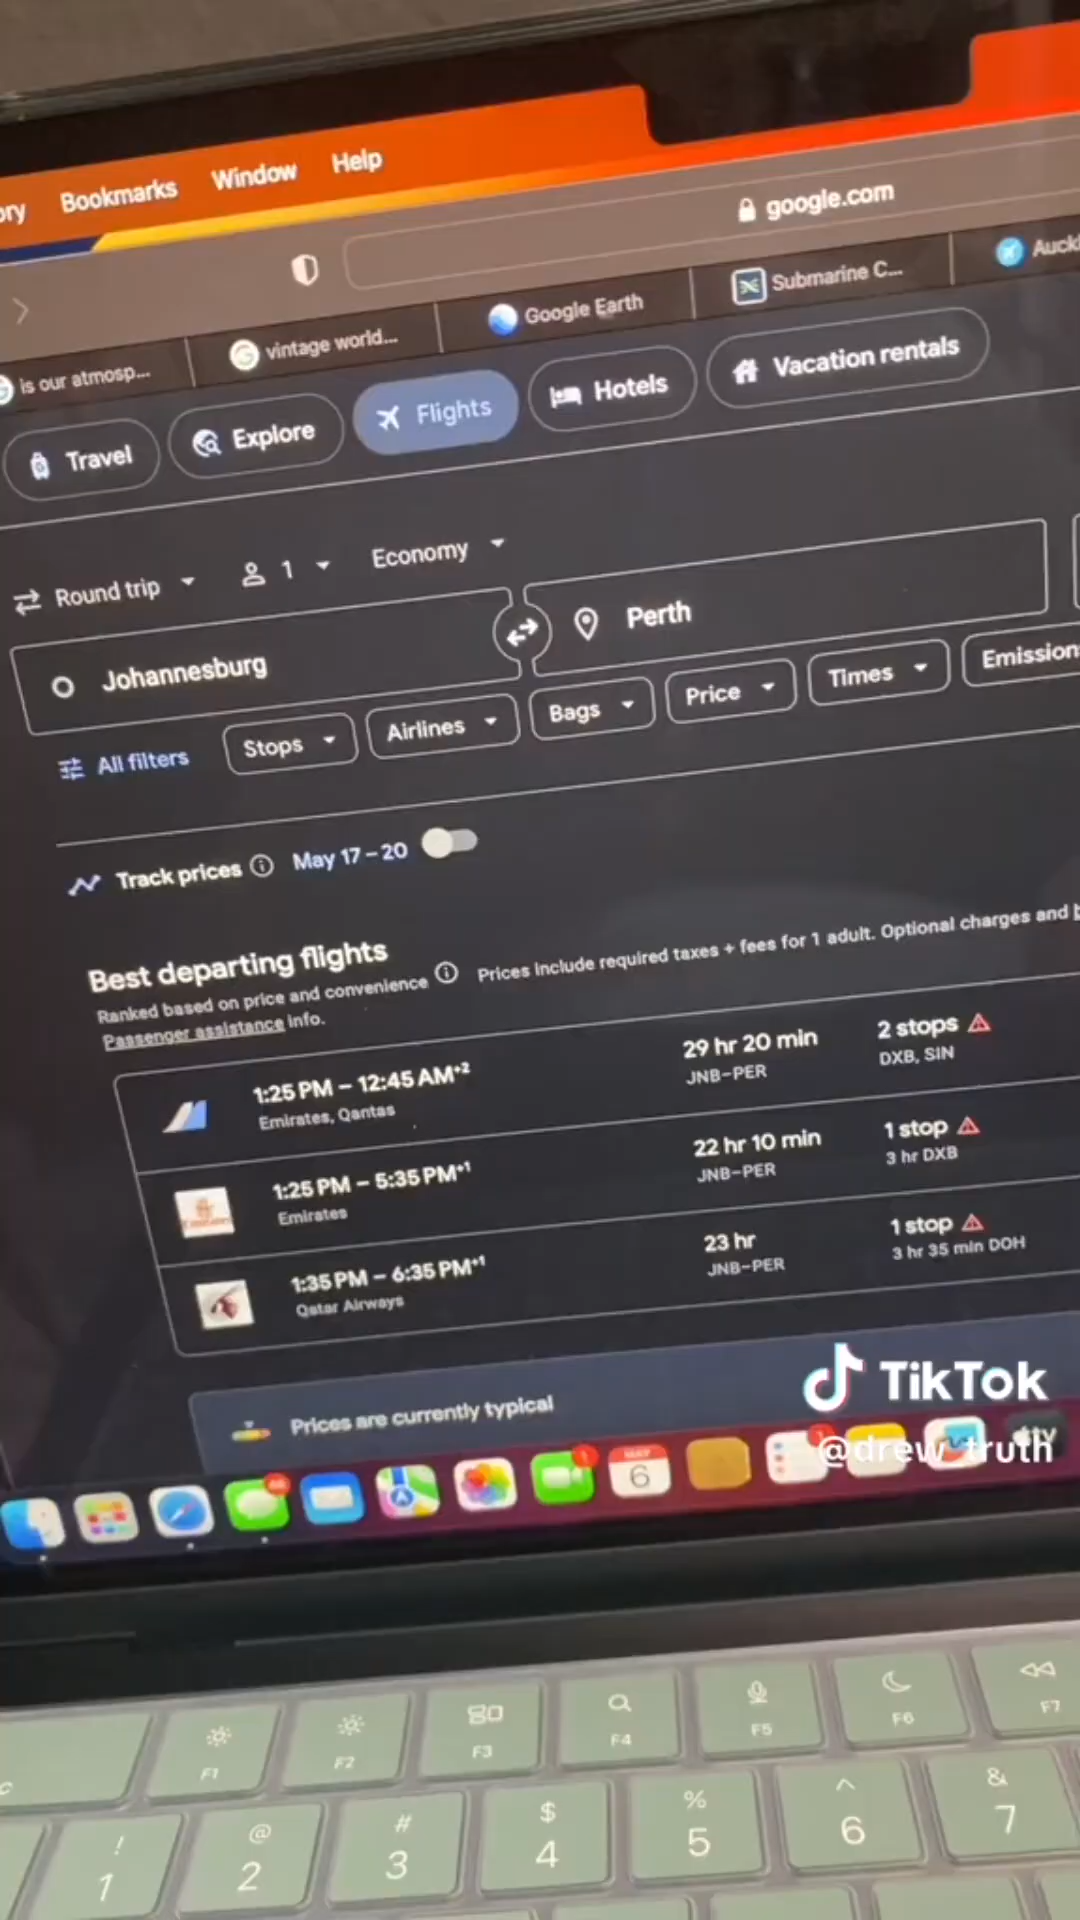 ory Bookmarks Window Help
google.com
is our atmosp...
vintage world...
Google Earth
Submarine C...
Auckl
Travel
Explore
Flights
Hotels
Vacation rentals
Round trip
1
Economy
Johannesburg
Perth
All filters
Stops
Airlines
Bags
Price
Times
Emission
Track prices May 17 – 20
Best departing flights
Ranked based on price and convenience Prices include required taxes + fees for 1 adult. Optional charges and b
Passenger assistance info.
1:25 PM – 12:45 AM+2
Emirates, Qantas
29 hr 20 min
JNB–PER
2 stops
DXB, SIN
1:25 PM – 5:35 PM+1
Emirates
22 hr 10 min
JNB–PER
1 stop
3 hr DXB
1:35 PM – 6:35 PM+1
Qatar Airways
23 hr
JNB–PER
1 stop
3 hr 35 min DOH
Prices are currently typical
TikTok
@drew_truth
MAY
6
F1
F2
F3
F4
F5
F6
F7
!
1
@
2
#
3
$
4
%
5
^
6
&
7